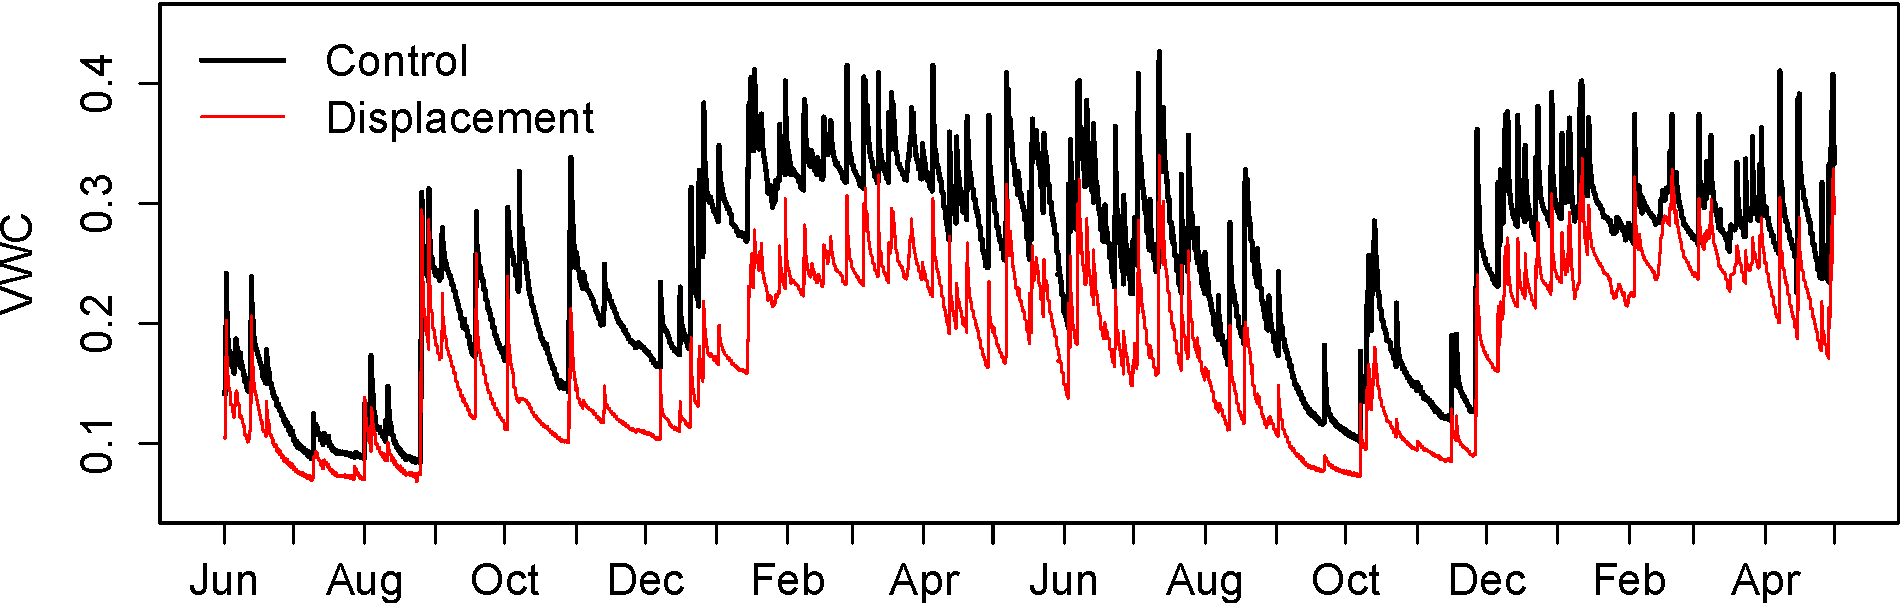 Control
Displacement
VWC
0.4
0.3
0.2
0.1
Jun Aug Oct Dec Feb Apr Jun Aug Oct Dec Feb Apr